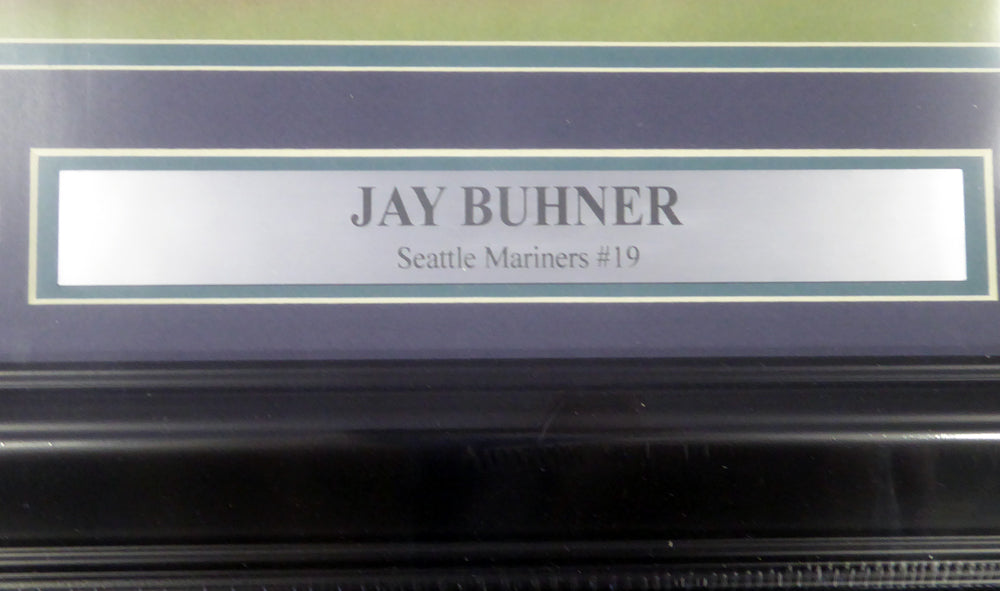 JAY BUHNER
Seattle Mariners #19